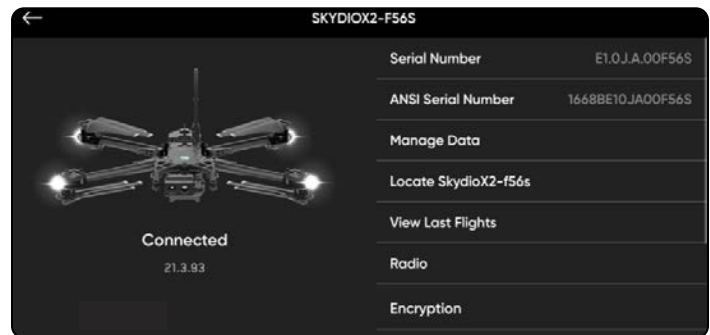 SKYDIOX2-F56S
Serial Number E1.0J.A.00F56S
ANSI Serial Number 1668BE10JA00F56S
Manage Data
Locate SkydioX2-f56s
View Last Flights
Connected
21.3.93
Radio
Encryption